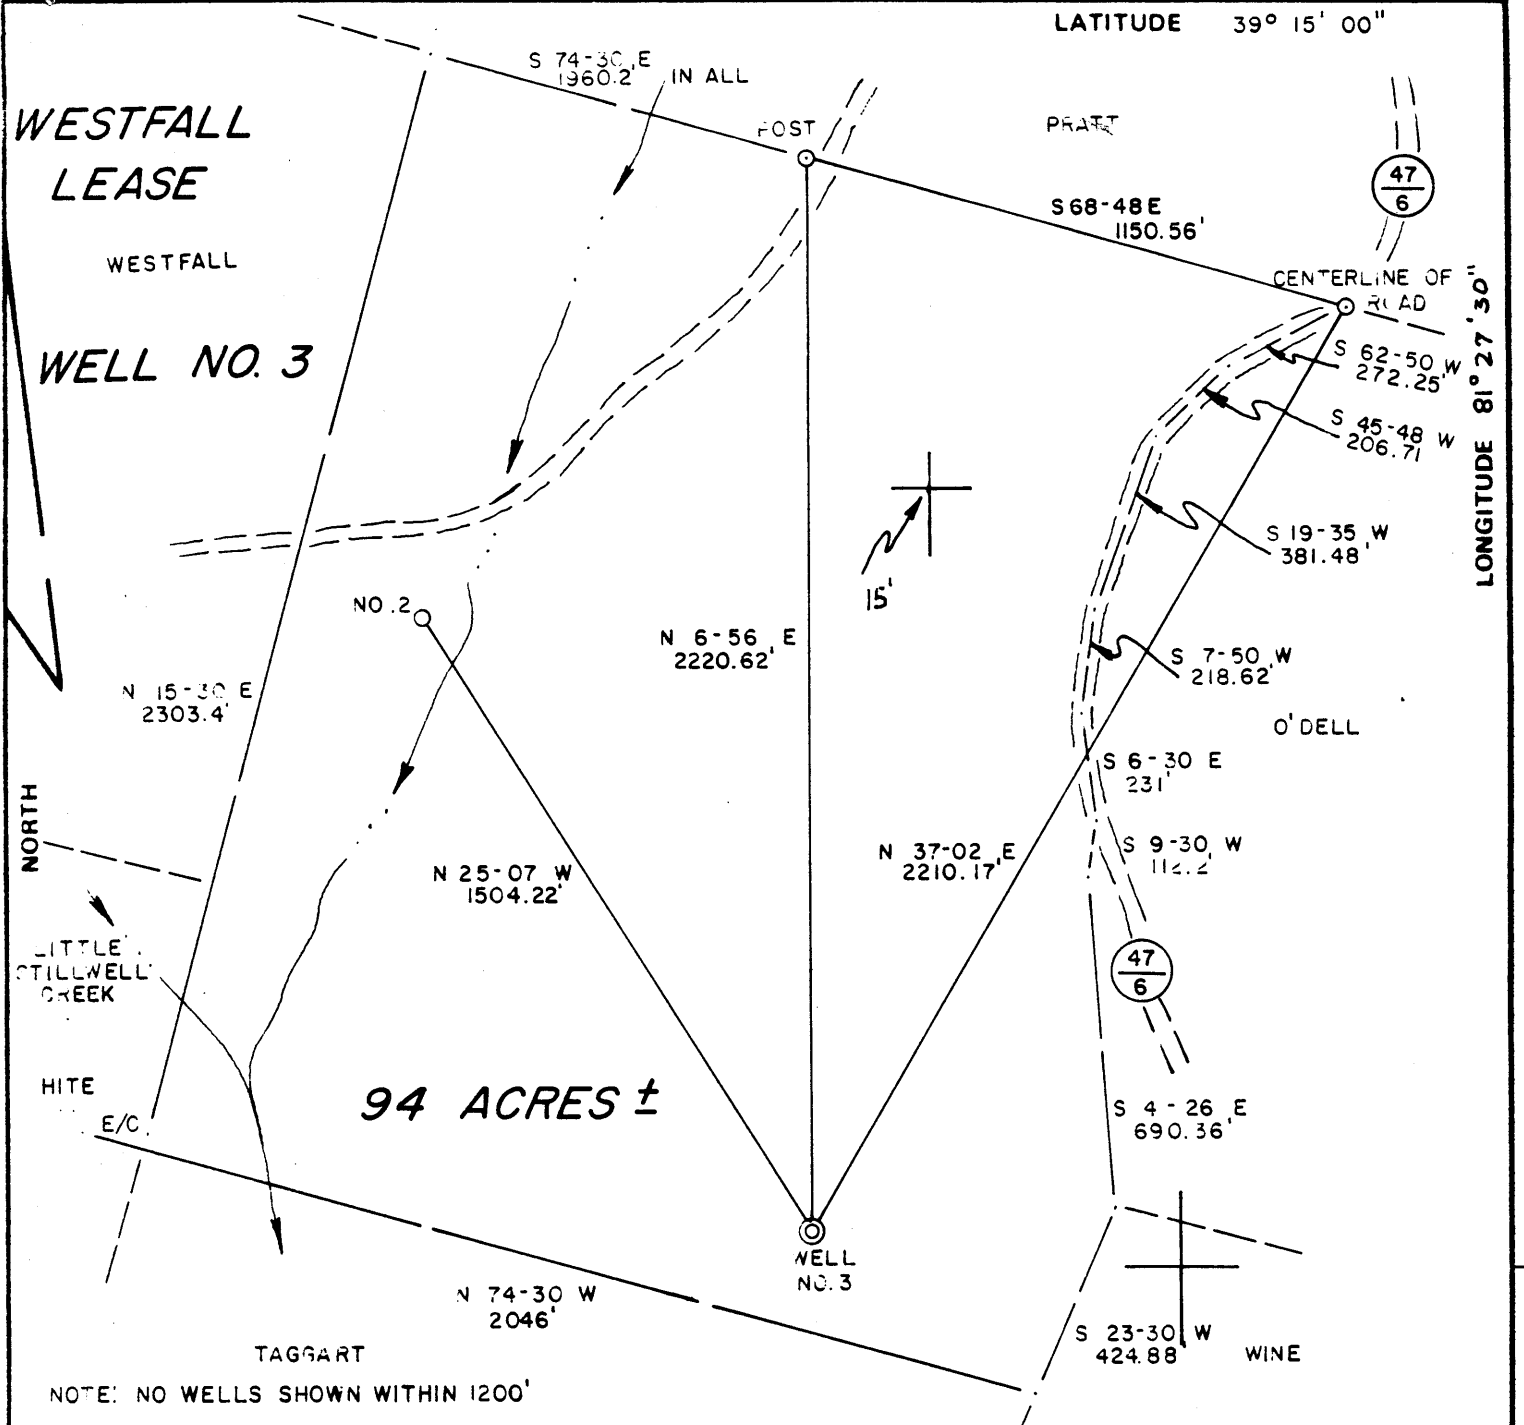 LATITUDE 39° 15' 00"
S 74-30 E
1960.2'
IN ALL
WESTFALL
LEASE
POST
PRATT
47
6
S68-48E
1150.56'
WESTFALL
CENTERLINE OF
ROAD
WELL NO. 3
LONGITUDE 81° 27' 30"
S 62-50 W
272.25'
S 45-48 W
206.71
S 19-35 W
381.48'
15'
NO.2
N 6-56 E
2220.62'
S 7-50 W
218.62'
N 15-30 E
2303.4'
O'DELL
S 6-30 E
231'
NORTH
N 37-02 E
2210.17'
S 9-30 W
N 25-07 W
1504.22'
LITTLE
STILLWELL
CREEK
47
6
HITE
94 ACRES ±
E/C
S 4-26 E
690.36'
WELL
NO. 3
N 74-30 W
2046'
S 23-30 W
424.88
WINE
TAGGART
NOTE: NO WELLS SHOWN WITHIN 1200'